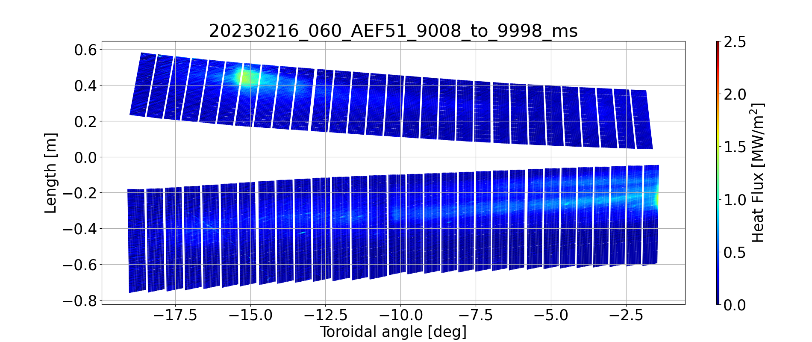 20230216_060_AEF51_9008_to_9998_ms
Length [m]
0.6
0.4
0.2
0.0
−0.2
−0.4
−0.6
−0.8
−17.5 −15.0 −12.5 −10.0 −7.5 −5.0 −2.5
Toroidal angle [deg]
2.5
2.0
1.5
1.0
0.5
0.0
Heat Flux [MW/m²]